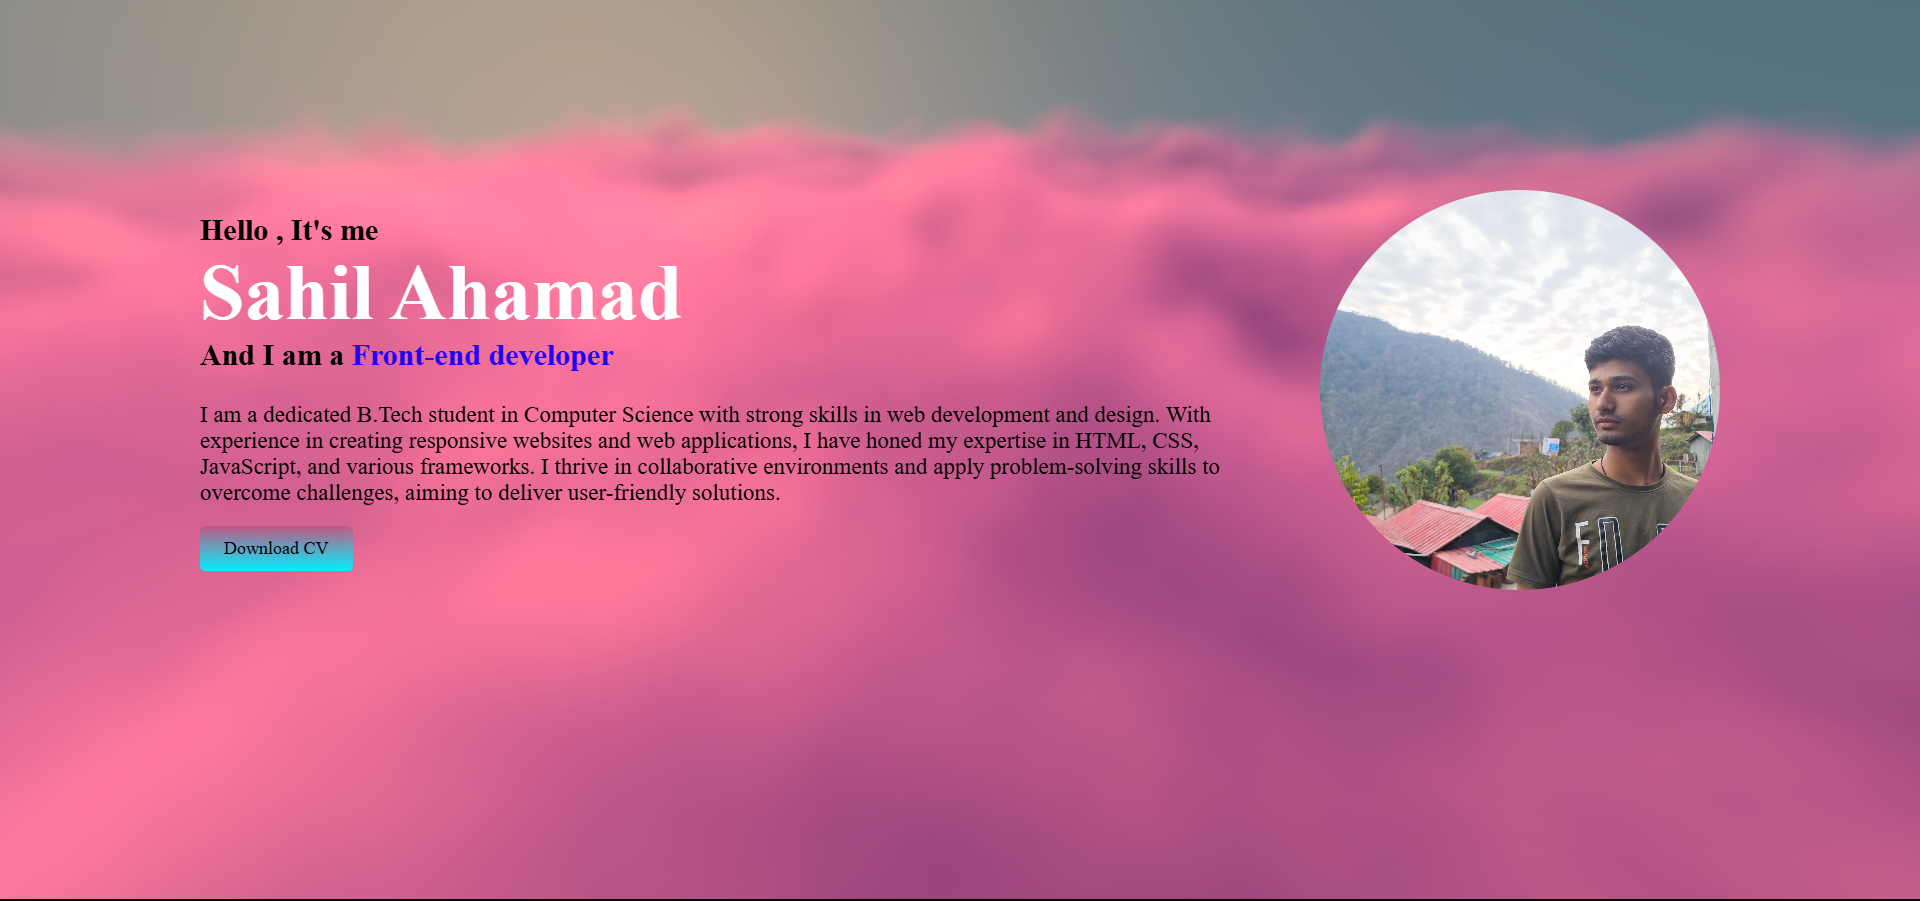 Hello , It's me
Sahil Ahamad
And I am a Front-end developer
I am a dedicated B.Tech student in Computer Science with strong skills in web development and design. With
experience in creating responsive websites and web applications, I have honed my expertise in HTML, CSS,
JavaScript, and various frameworks. I thrive in collaborative environments and apply problem-solving skills to
overcome challenges, aiming to deliver user-friendly solutions.
Download CV